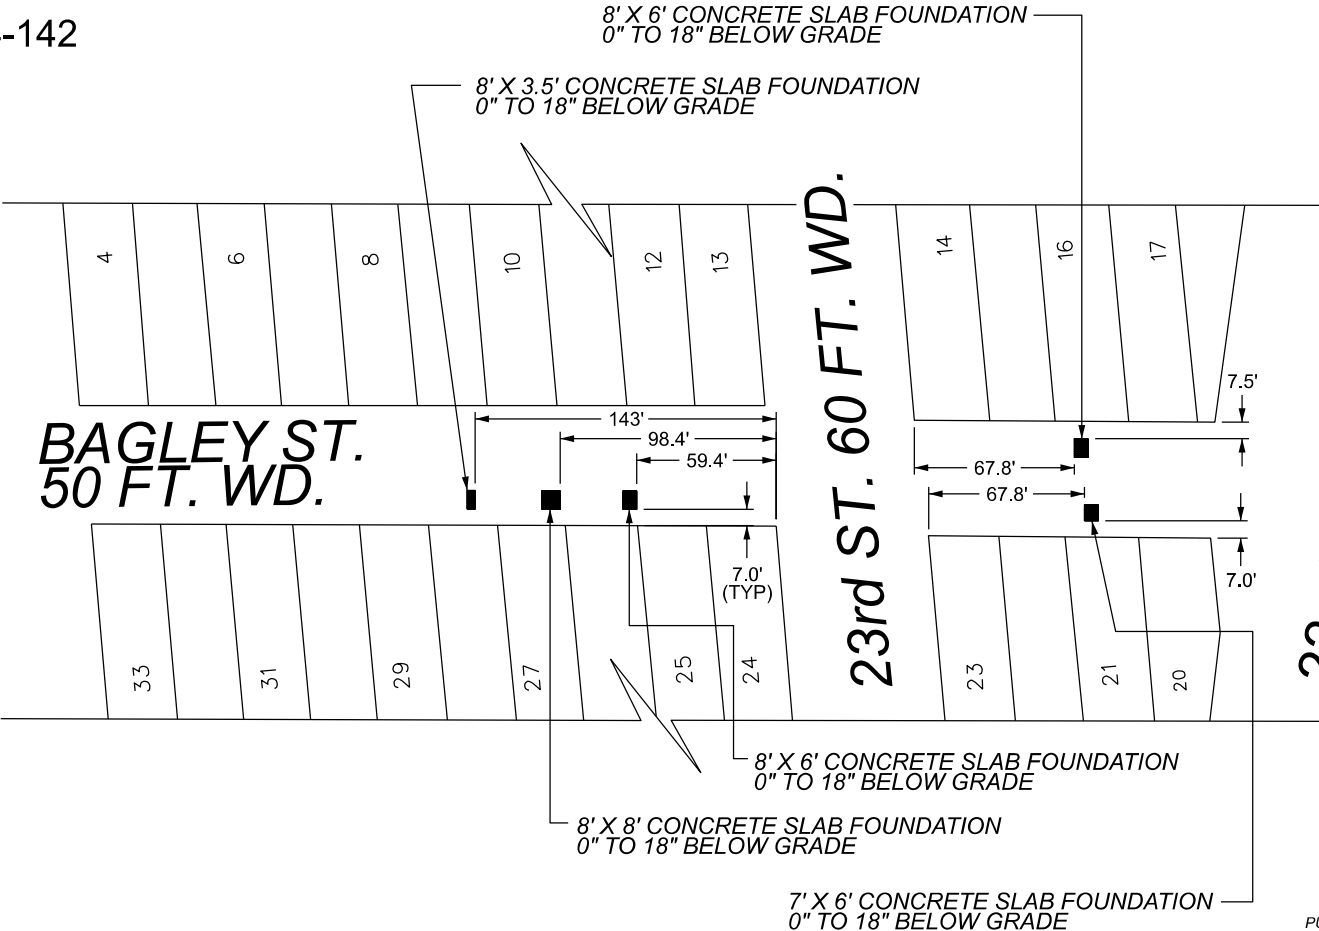 -142
8' X 6' CONCRETE SLAB FOUNDATION
0" TO 18" BELOW GRADE
8' X 3.5' CONCRETE SLAB FOUNDATION
0" TO 18" BELOW GRADE
4
6
8
10
12
13
14
16
17
23rd ST. 60 FT. WD.
7.5'
BAGLEY ST.
50 FT. WD.
143'
98.4'
59.4'
67.8'
67.8'
7.0'
(TYP)
7.0'
33
31
29
27
25
24
23
21
20
8' X 6' CONCRETE SLAB FOUNDATION
0" TO 18" BELOW GRADE
8' X 8' CONCRETE SLAB FOUNDATION
0" TO 18" BELOW GRADE
7' X 6' CONCRETE SLAB FOUNDATION
0" TO 18" BELOW GRADE